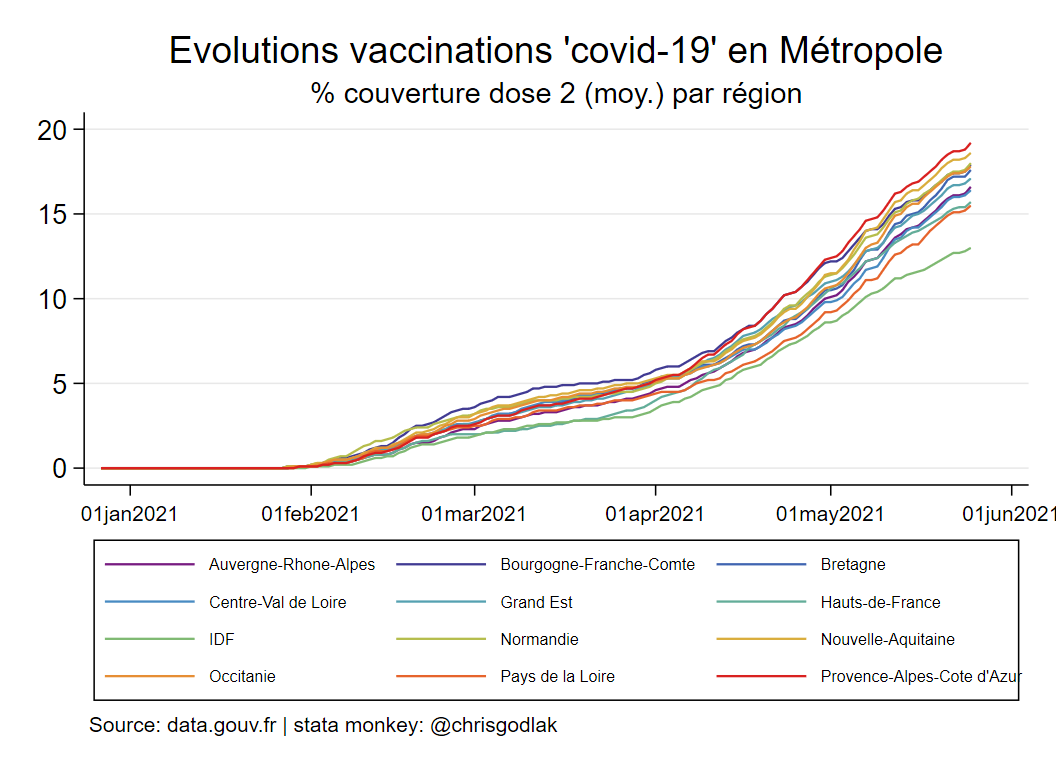 Evolutions vaccinations 'covid-19' en Métropole
% couverture dose 2 (moy.) par région
20
15
10
5
0
01jan2021 01feb2021 01mar2021 01apr2021 01may2021 01jun2021
Auvergne-Rhone-Alpes Bourgogne-Franche-Comte Bretagne
Centre-Val de Loire Grand Est Hauts-de-France
IDF Normandie Nouvelle-Aquitaine
Occitanie Pays de la Loire Provence-Alpes-Cote d'Azur
Source: data.gouv.fr | stata monkey: @chrisgodlak